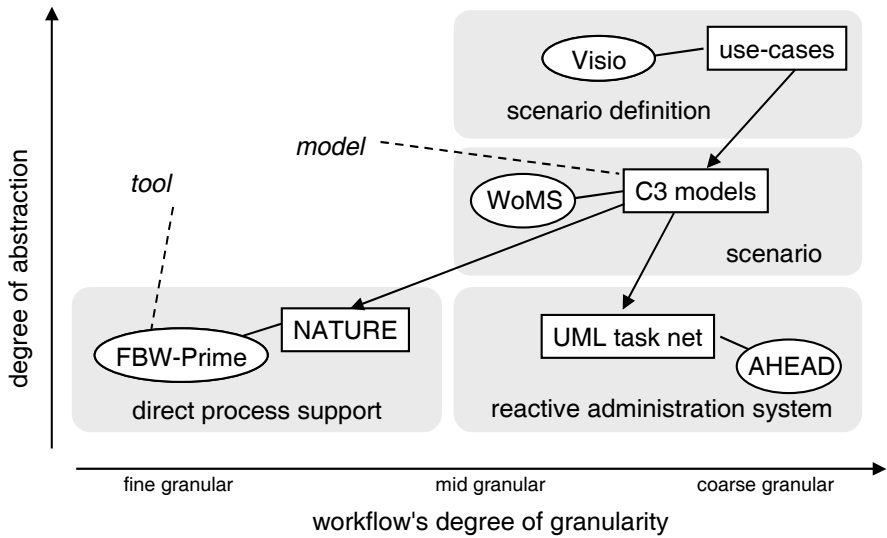 Visio
use-cases
scenario definition
model
tool
WoMS
C3 models
scenario
degree of abstraction
NATURE
FBW-Prime
direct process support
UML task net
AHEAD
reactive administration system
fine granular
mid granular
coarse granular
workflow's degree of granularity